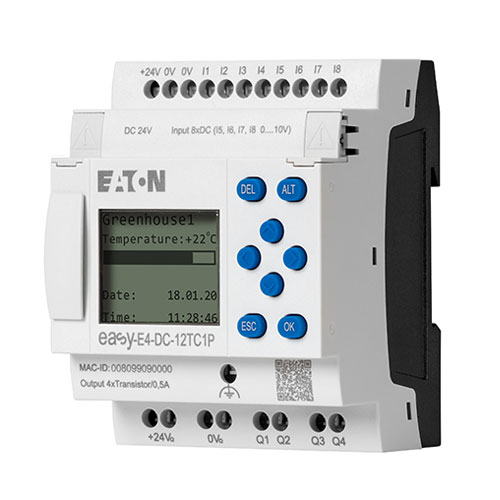 +24V 0V 0V I1 I2 I3 I4 I5 I6 I7 I8
DC 24V Input 8xDC (I5, I6, I7, I8 0....10V)
EATON
DEL ALT
Greenhouse1
Temperature:+22°C
Date: 18.01.20
Time: 11:28:46
ESC OK
easy-E4-DC-12TC1P
MAC-ID:008099090000
Output 4xTransistor/0,5A
+24VQ 0VQ Q1 Q2 Q3 Q4